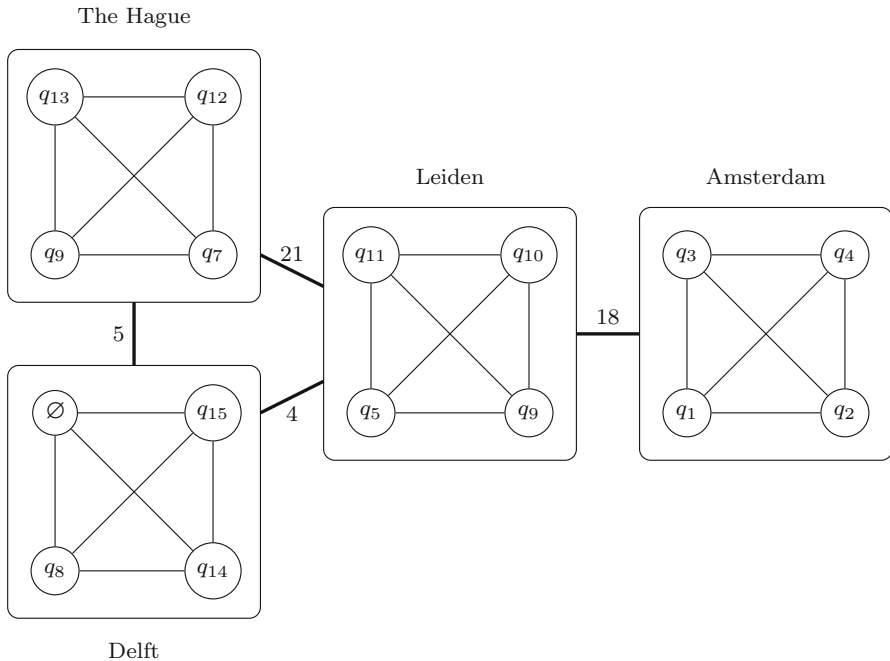 The Hague
q13 q12
q9 q7
21
5
Leiden
q11 q10
q5 q9
4
18
Amsterdam
q3 q4
q1 q2
∅ q15
q8 q14
Delft